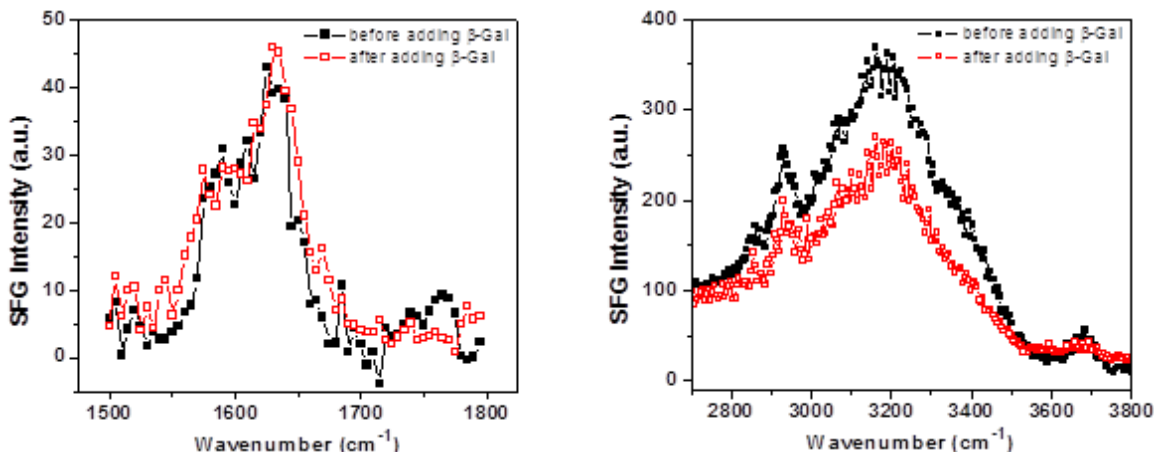 50
40
30
20
10
0
SFG Intensity (a.u.)
before adding β-Gal
after adding β-Gal
1500 1600 1700 1800
Wavenumber (cm⁻¹)
400
300
200
100
0
SFG Intensity (a.u.)
before adding β-Gal
after adding β-Gal
2800 3000 3200 3400 3600 3800
Wavenumber (cm⁻¹)